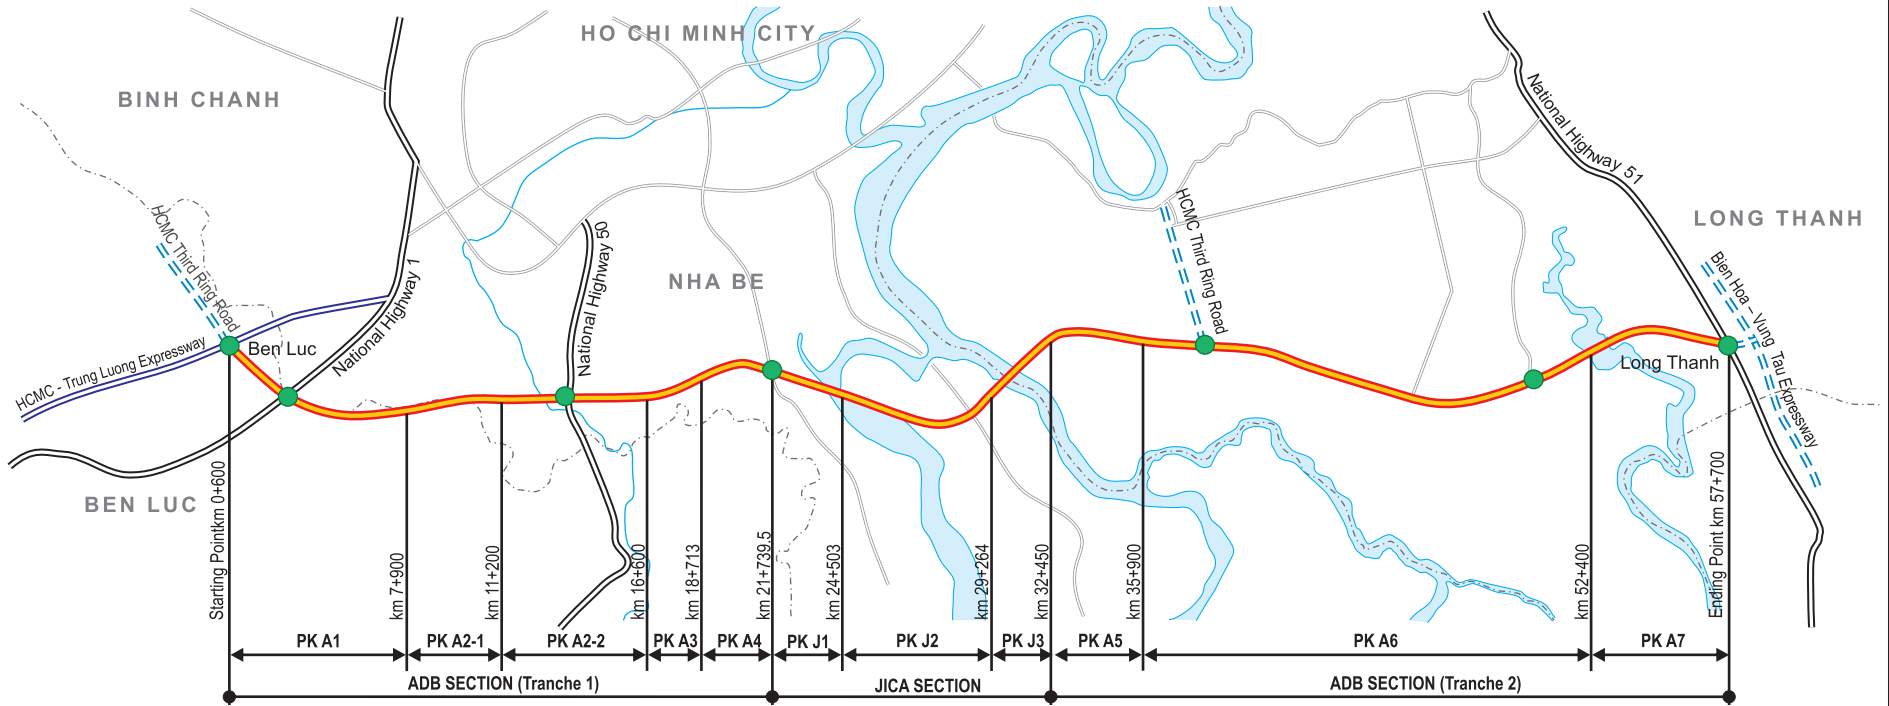 HO CHI MINH CITY
BINH CHANH
National Highway 51
HCMC Third Ring Road
HCMC Third Ring Road
LONG THANH
National Highway 50
National Highway 1
NHA BE
Bien Hoa – Vung Tau Expressway
HCMC - Trung Luong Expressway
Ben Luc
Long Thanh
BEN LUC
Starting Pointkm 0+600
km 7+900
km 11+200
km 16+600
km 18+713
km 21+739.5
km 24+503
km 29+264
km 32+450
km 35+900
km 52+400
Ending Point km 57+700
PK A1
PK A2-1
PK A2-2
PK A3
PK A4
PK J1
PK J2
PK J3
PK A5
PK A6
PK A7
ADB SECTION (Tranche 1)
JICA SECTION
ADB SECTION (Tranche 2)